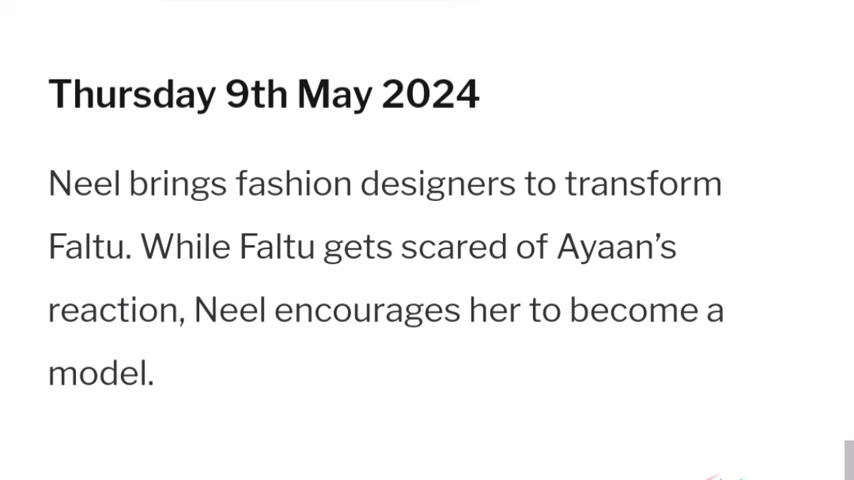 Thursday 9th May 2024
Neel brings fashion designers to transform
Faltu. While Faltu gets scared of Ayaan’s
reaction, Neel encourages her to become a
model.